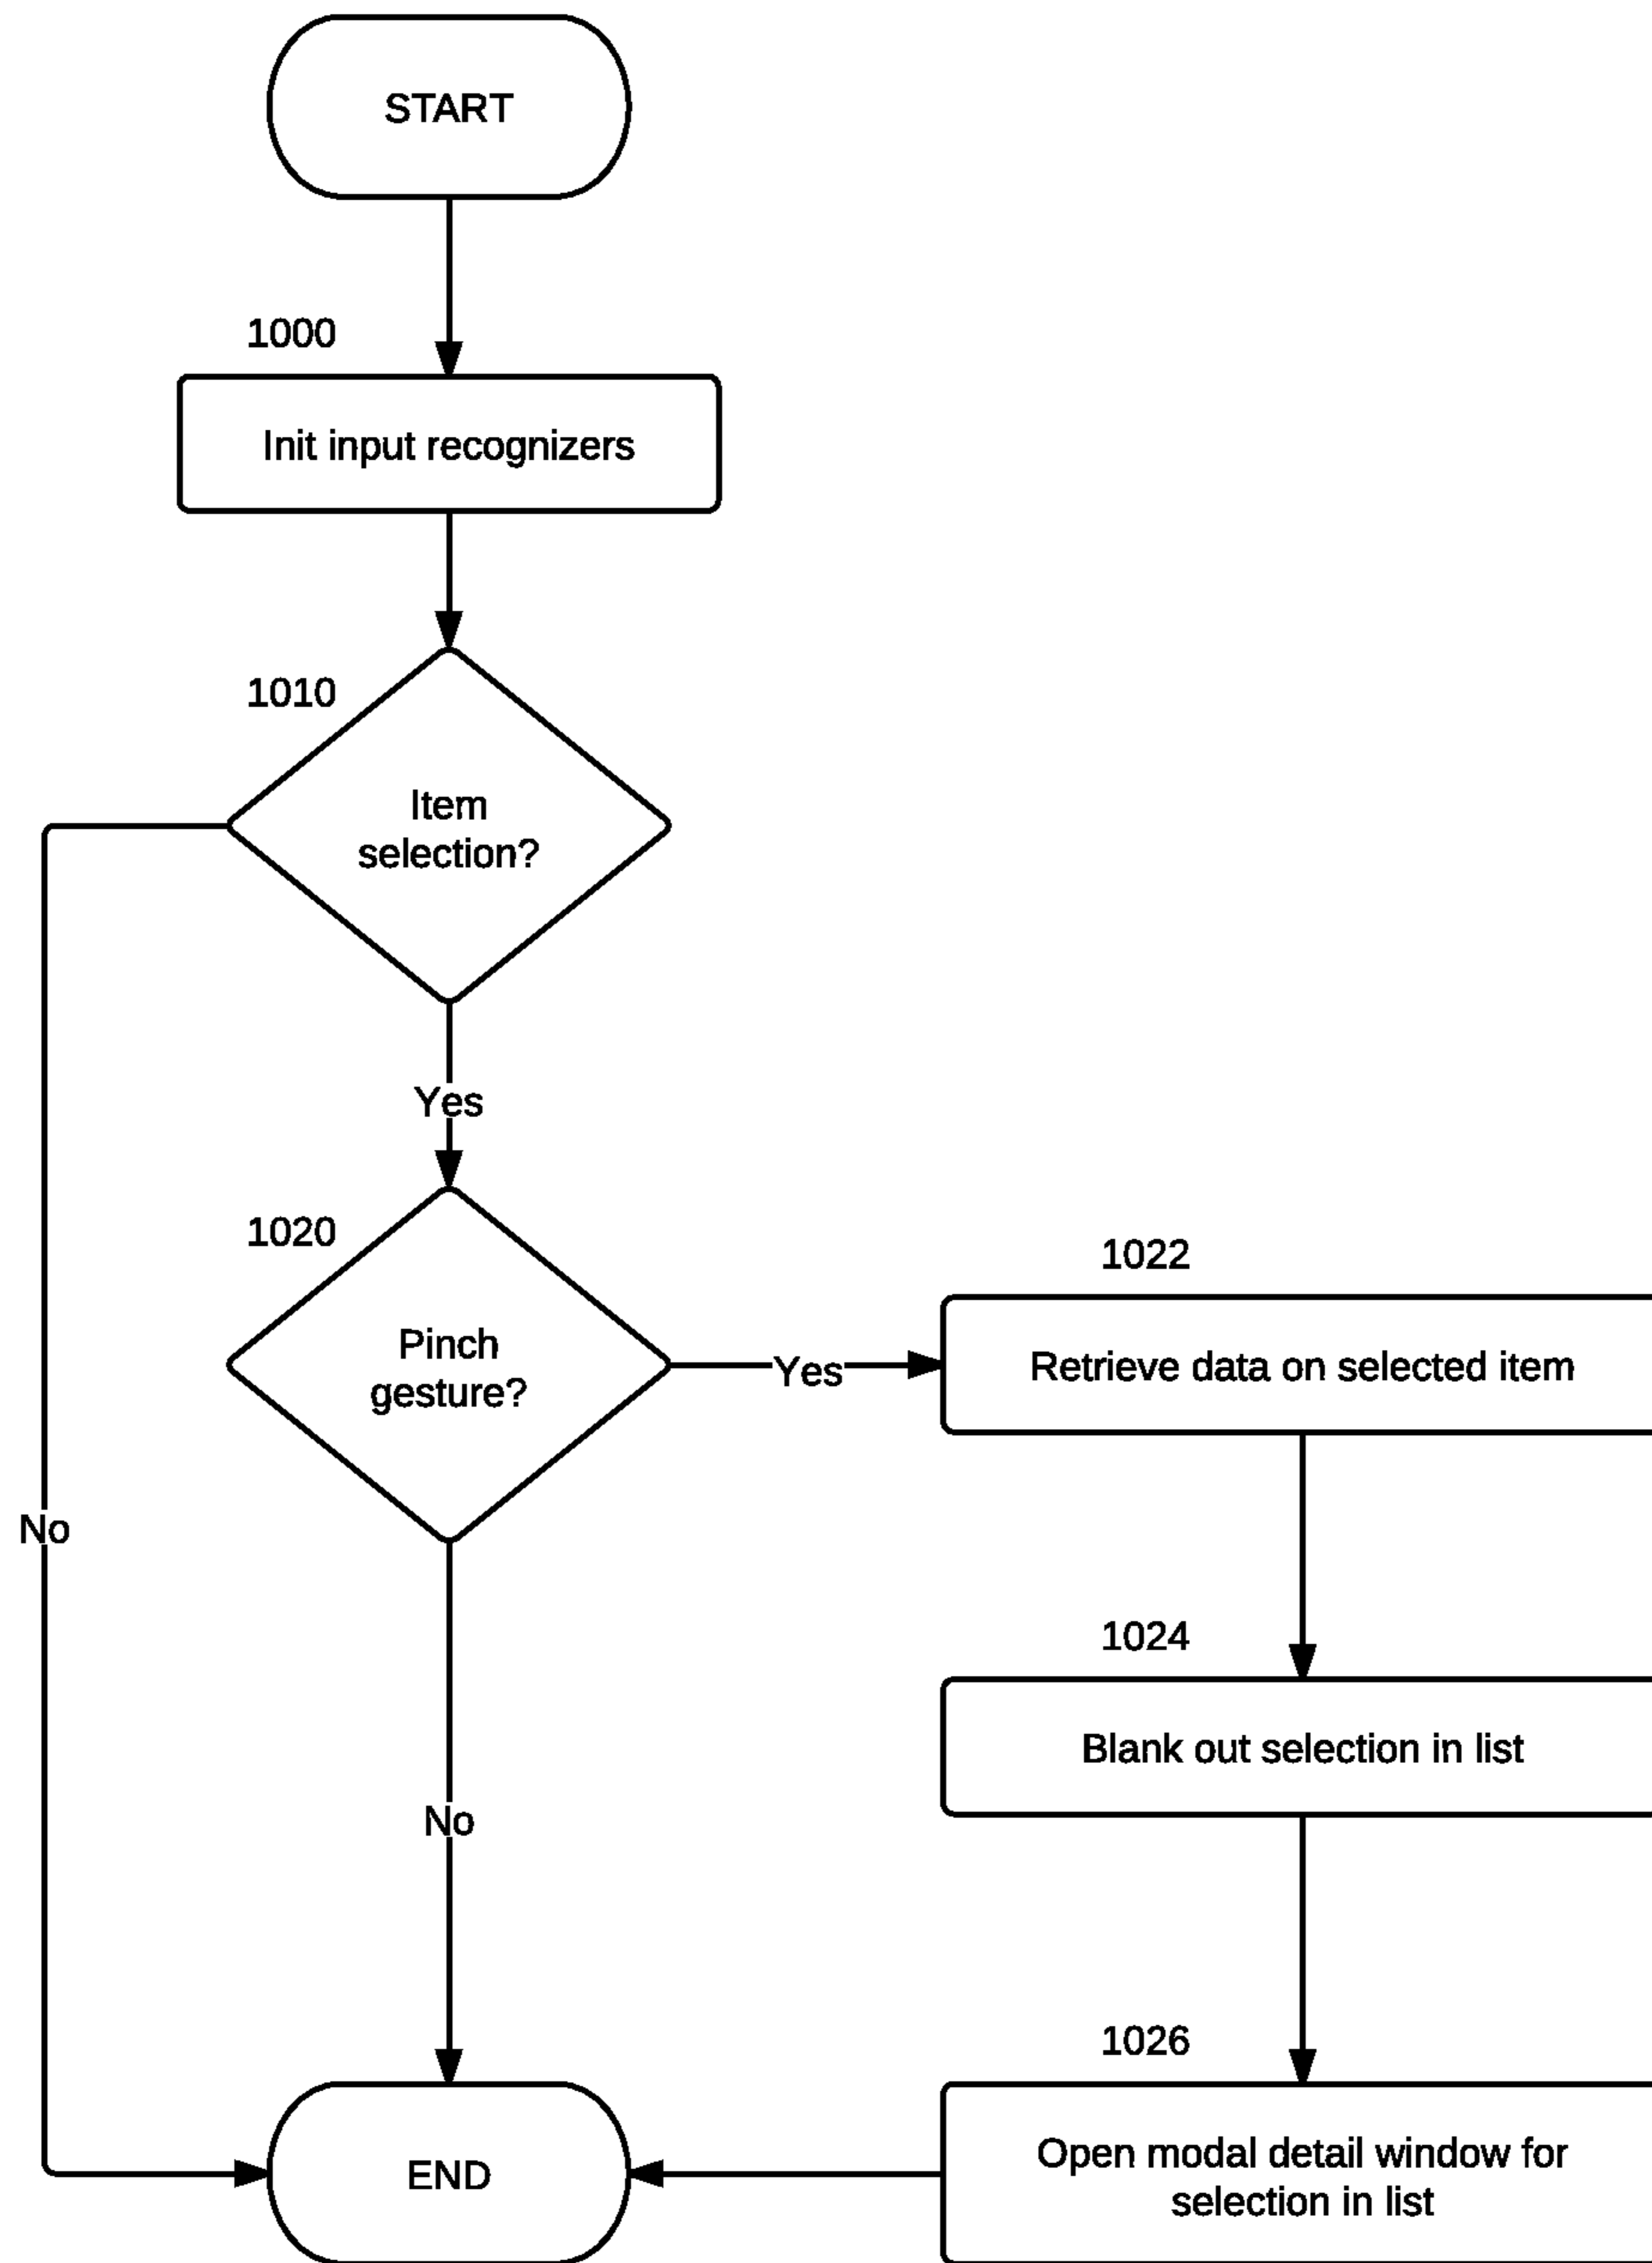 START
1000
Init input recognizers
1010
Item
selection?
Yes
1020
Pinch
gesture?
Yes
1022
Retrieve data on selected item
No
1024
Blank out selection in list
No
1026
Open modal detail window for
selection in list
END